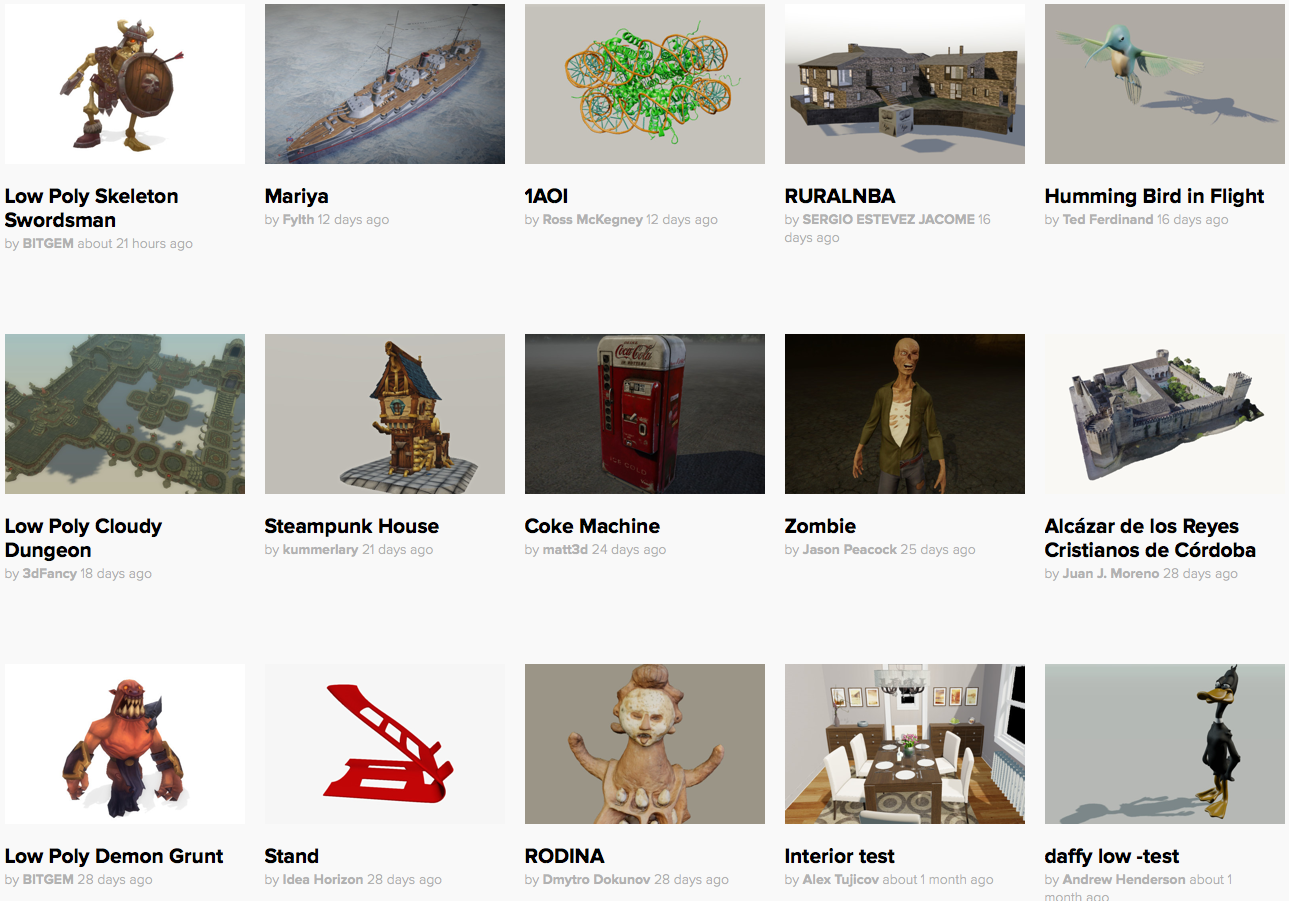 Low Poly Skeleton
Swordsman
by BITGEM about 21 hours ago
Mariya
by Fylth 12 days ago
1AOI
by Ross McKegney 12 days ago
RURALNBA
by SERGIO ESTEVEZ JACOME 16
days ago
Humming Bird in Flight
by Ted Ferdinand 16 days ago
Coca-Cola
ICE COLD
Low Poly Cloudy
Dungeon
by 3dFancy 18 days ago
Steampunk House
by kummerlary 21 days ago
Coke Machine
by matt3d 24 days ago
Zombie
by Jason Peacock 25 days ago
Alcázar de los Reyes
Cristianos de Córdoba
by Juan J. Moreno 28 days ago
Low Poly Demon Grunt
by BITGEM 28 days ago
Stand
by Idea Horizon 28 days ago
RODINA
by Dmytro Dokunov 28 days ago
Interior test
by Alex Tujicov about 1 month ago
daffy low -test
by Andrew Henderson about 1
month ago